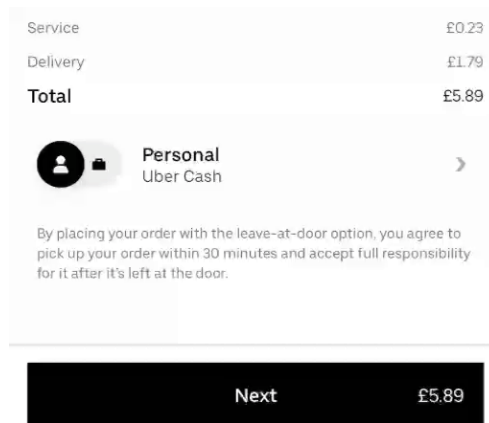 Service £0.23
Delivery £1.79
Total £5.89
Personal
Uber Cash
By placing your order with the leave-at-door option, you agree to
pick up your order within 30 minutes and accept full responsibility
for it after it's left at the door.
Next £5.89